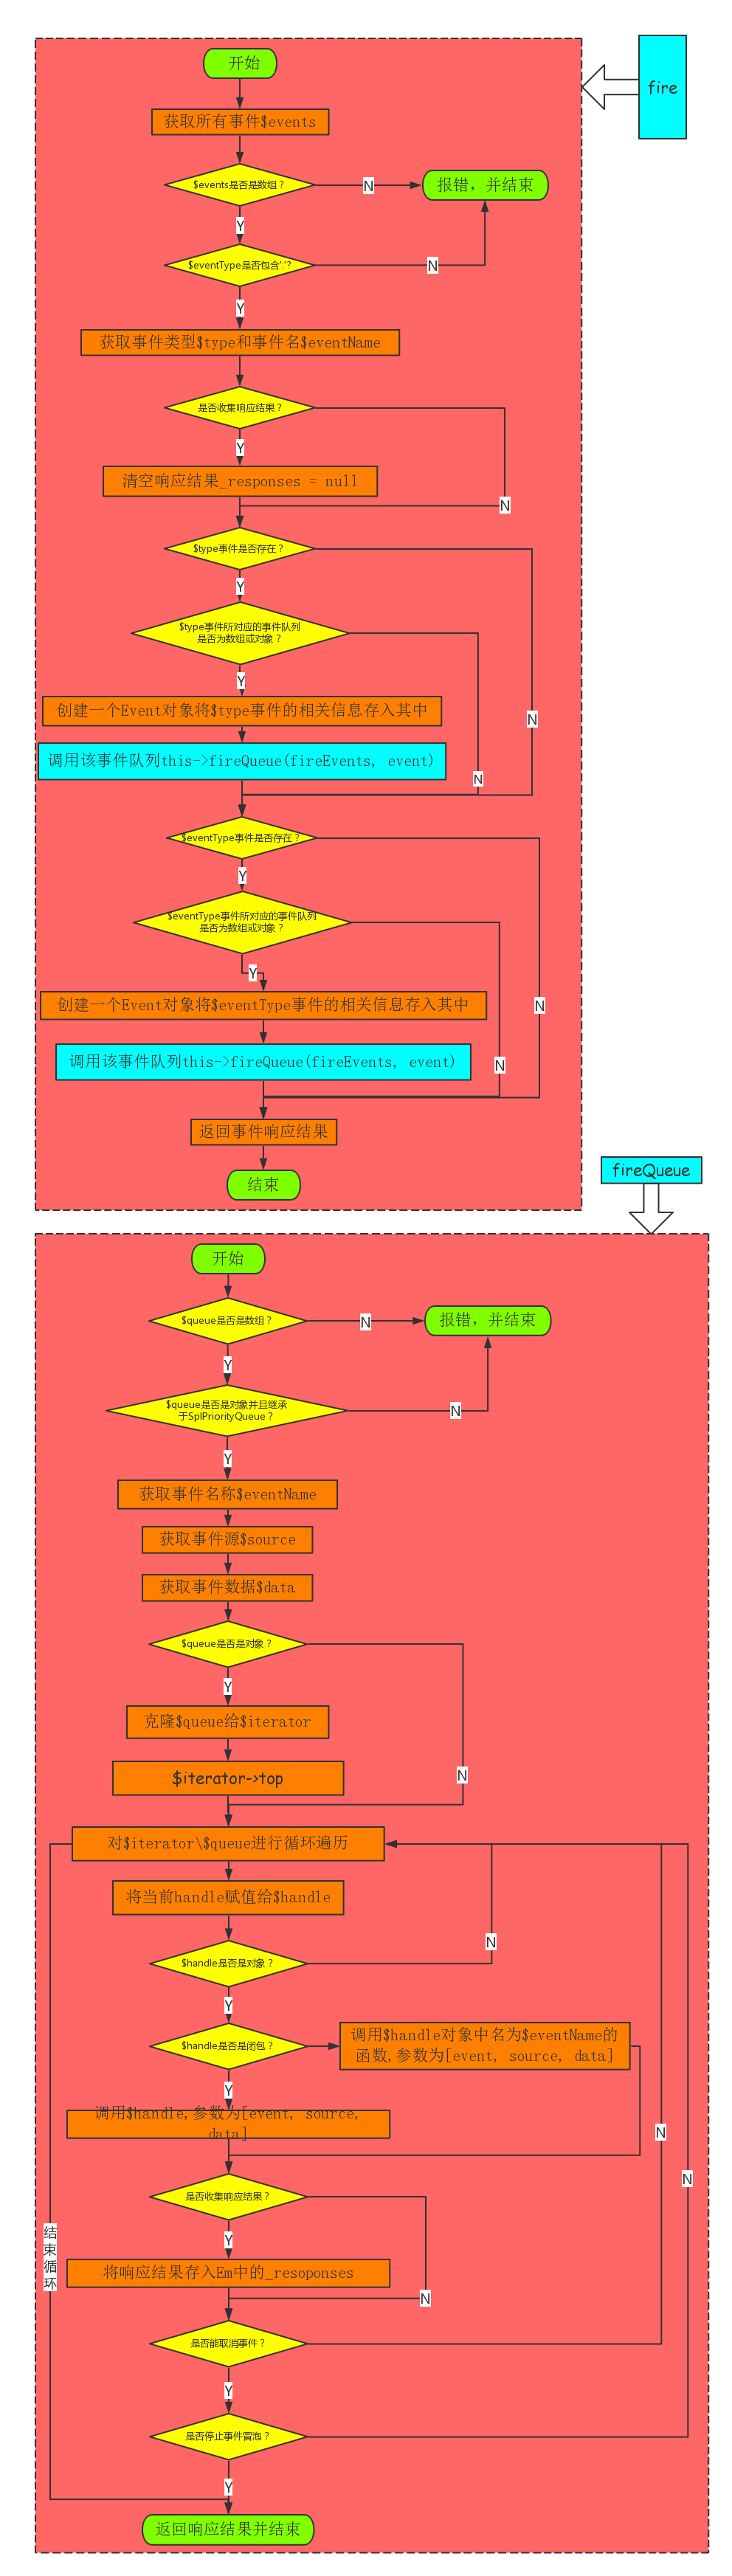 开始
fire
获取所有事件$events
$events是否是数组？
N
报错，并结束
Y
$eventType是否包含':'?
N
Y
获取事件类型$type和事件名$eventName
是否收集响应结果？
Y
清空响应结果_responses = null
N
$type事件是否存在？
Y
$type事件所对应的事件队列
是否为数组或对象？
Y
创建一个Event对象将$type事件的相关信息存入其中
N
调用该事件队列this->fireQueue(fireEvents, event)
N
$eventType事件是否存在？
Y
$eventType事件所对应的事件队列
是否为数组或对象？
Y
创建一个Event对象将$eventType事件的相关信息存入其中
N
调用该事件队列this->fireQueue(fireEvents, event)
N
返回事件响应结果
结束
fireQueue
开始
$queue是否是数组？
N
报错，并结束
Y
$queue是否是对象并且继承
于SplPriorityQueue？
N
Y
获取事件名称$eventName
获取事件源$source
获取事件数据$data
$queue是否是对象？
Y
克隆$queue给$iterator
$iterator->top
N
对$iterator\$queue进行循环遍历
将当前handle赋值给$handle
N
$handle是否是对象？
Y
$handle是否是闭包？
调用$handle对象中名为$eventName的
函数,参数为[event, source, data]
Y
调用$handle,参数为[event, source,
data]
N
N
是否收集响应结果？
Y
结束循环
将响应结果存入Em中的_resoponses
N
是否能取消事件？
Y
是否停止事件冒泡？
Y
返回响应结果并结束